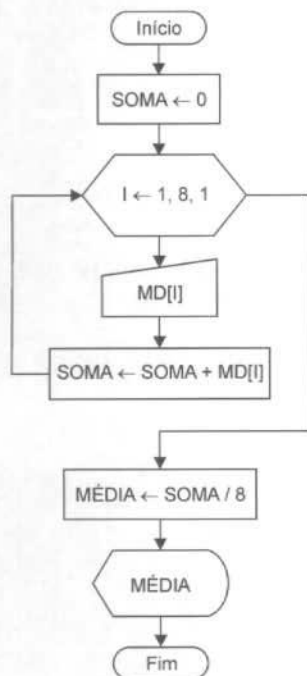 Início
SOMA ← 0
I ← 1, 8, 1
MD[I]
SOMA ← SOMA + MD[I]
MÉDIA ← SOMA / 8
MÉDIA
Fim